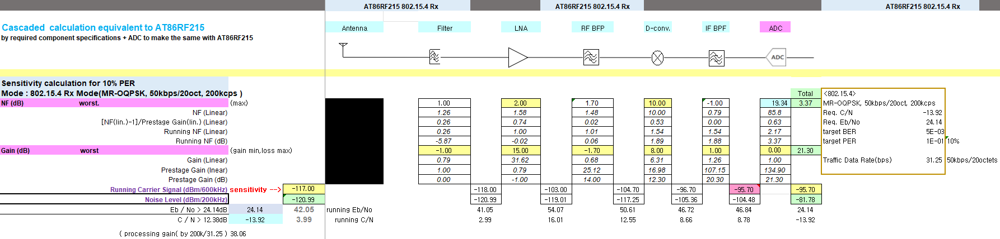 AT86RF215 802.15.4 Rx AT86RF215 802.15.4 Rx AT86RF215 802.15.4 Rx
Cascaded calculation equivalent to AT86RF215 Antenna Filter LNA RF BFP D-conv. IF BPF ADC
by required component specifications + ADC to make the same with AT86RF215
ADC
Sensitivity calculation for 10% PER
Mode : 802.15.4 Rx Mode(MR-OQPSK, 50kbps/20oct, 200kcps ) Total <802.15.4>
NF (dB) worst. (max) 1.00 2.00 1.70 10.00 -1.00 19.34 3.37 MR-OQPSK, 50kbps/20oct, 200kcps
NF (Linear) 1.26 1.58 1.48 10.00 0.79 85.8 Req. C/N -13.92
[NF(lin.)-1]/Prestage Gain(lin.) (Linear) 0.26 0.74 0.02 0.53 0.00 0.63 Req. Eb/No 24.14
Running NF (Linear) 0.26 1.00 1.01 1.54 1.54 2.17 target BER 5E-03
Running NF (dB) -5.87 -0.02 0.06 1.89 1.88 3.37 target PER 1E-01 10%
Gain (dB) worst (gain min,loss max) -1.00 15.00 -1.70 8.00 1.00 0.00 21.30
Gain (Linear) 0.79 31.62 0.68 6.31 1.26 1.00 Traffic Data Rate(bps) 31.25 50kbps/20octets
Prestage Gain (lnear) 1.00 0.79 25.12 16.98 107.15 134.90
Prestage Gain (dB) 0.00 -1.00 14.00 12.30 20.30 21.30
Running Carrier Signal (dBm/600kHz) sensitivity --> -117.00 -118.00 -103.00 -104.70 -96.70 -95.70 -95.70
Noise Level (dBm/200kHz) -120.99 -120.99 -119.01 -117.25 -105.36 -104.48 -81.78
Eb / No > 24.14dB 24.14 42.05 running Eb/No 41.05 54.07 50.61 46.72 46.84 24.14
C / N > 12.38dB -13.92 3.99 running C/N 2.99 16.01 12.55 8.66 8.78 -13.92
( processing gain( by 200k/31.25 ) 38.06